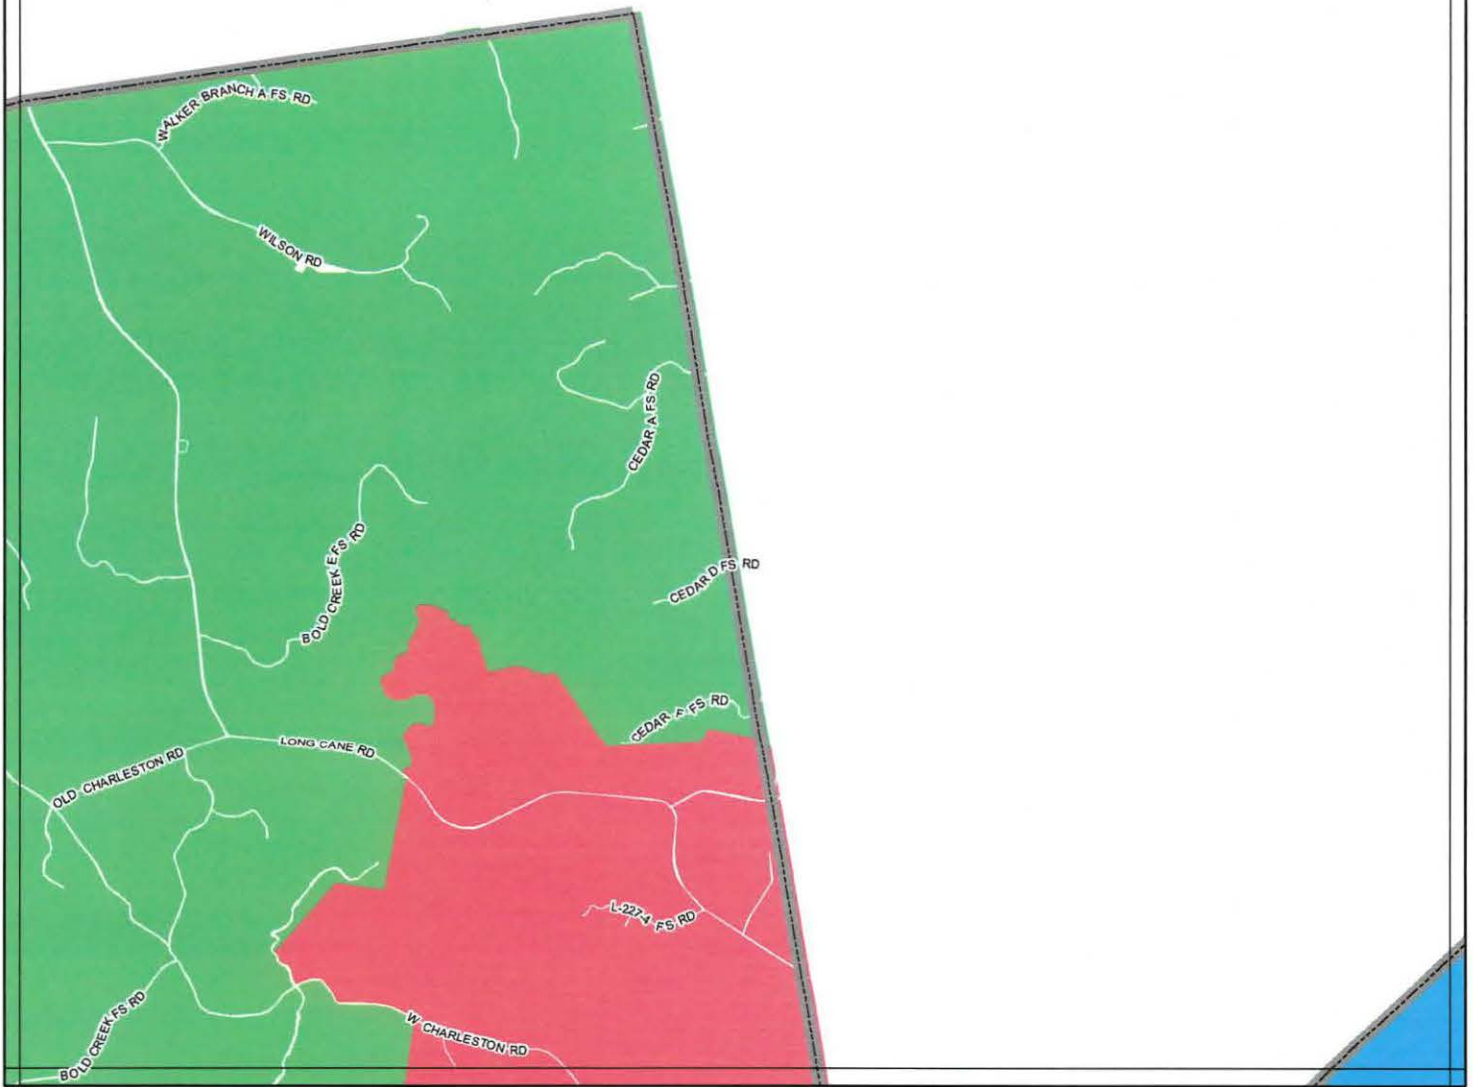 WALKER BRANCH A FS RD
WILSON RD
CEDAR A FS RD
BOLD CREEK E FS RD
CEDAR D FS RD
CEDAR A FS RD
LONG CANE RD
OLD CHARLESTON RD
L-227-4 FS RD
BOLD CREEK FS RD
W CHARLESTON RD